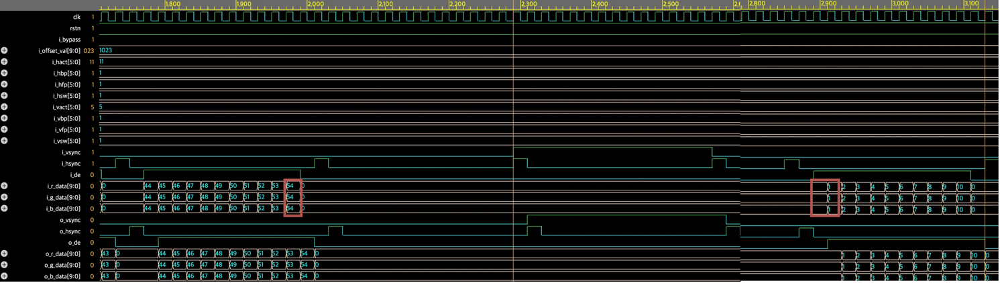 1,800 1,900 2,000 2,100 2,200 2,300 2,400 2,500 2,6 2,800 2,900 3,000 3,100
clk 1
rstn 1
i_bypass 1
i_offset_val[9:0] 023 1023
i_hact[5:0] 11 11
i_hbp[5:0] 1 1
i_hfp[5:0] 1 1
i_hsw[5:0] 1 1
i_vact[5:0] 5 5
i_vbp[5:0] 1 1
i_vfp[5:0] 1 1
i_vsw[5:0] 1 1
i_vsync 1
i_hsync 1
i_de 0
i_r_data[9:0] 0 0 44 45 46 47 48 49 50 51 52 53 54 0 1 2 3 4 5 6 7 8 9 10 0
i_g_data[9:0] 0 0 44 45 46 47 48 49 50 51 52 53 54 0 1 2 3 4 5 6 7 8 9 10 0
i_b_data[9:0] 0 0 44 45 46 47 48 49 50 51 52 53 54 0 1 2 3 4 5 6 7 8 9 10 0
o_vsync 0
o_hsync 0
o_de 0
o_r_data[9:0] 0 43 0 44 45 46 47 48 49 50 51 52 53 54 0 1 2 3 4 5 6 7 8 9 10 0
o_g_data[9:0] 0 43 0 44 45 46 47 48 49 50 51 52 53 54 0 1 2 3 4 5 6 7 8 9 10 0
o_b_data[9:0] 0 43 0 44 45 46 47 48 49 50 51 52 53 54 0 1 2 3 4 5 6 7 8 9 10 0